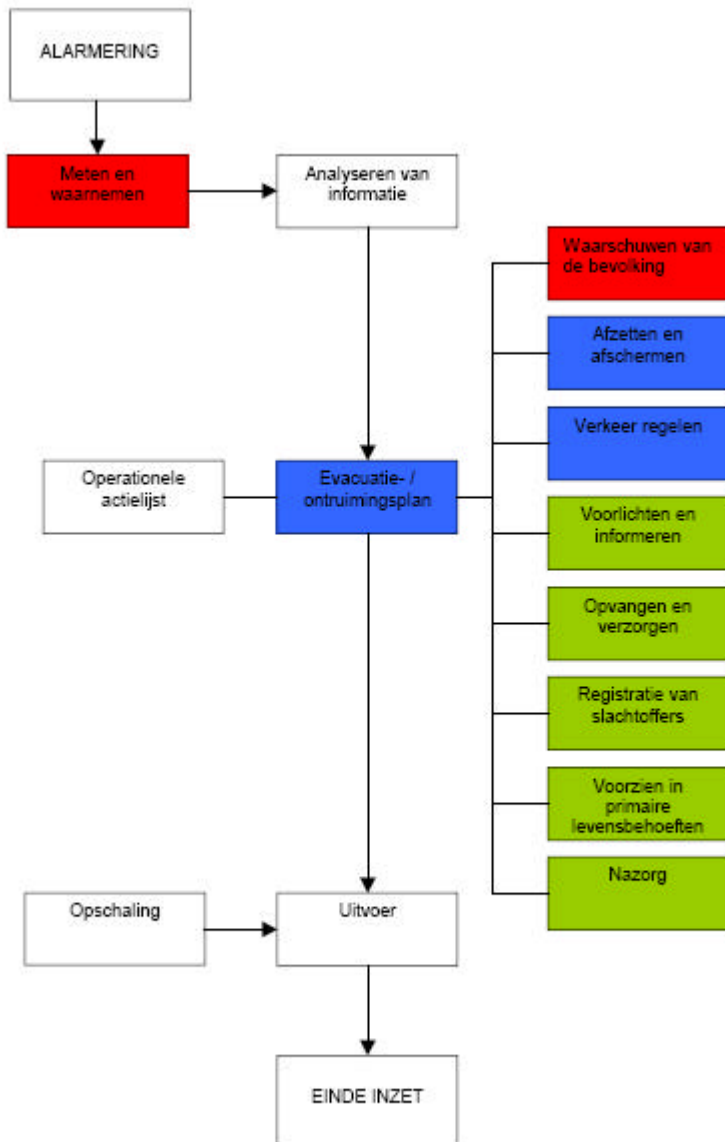 ALARMERING
Meten en
waarnemen
Analyseren van
informatie
Waarschuwen van
de bevolking
Afzetten en
afschermen
Verkeer regelen
Operationele
actielijst
Evacuatie- /
ontruimingsplan
Voorlichten en
informeren
Opvangen en
verzorgen
Registratie van
slachtoffers
Voorzien in
primaire
levensbehoeften
Nazorg
Opschaling
Uitvoer
EINDE INZET